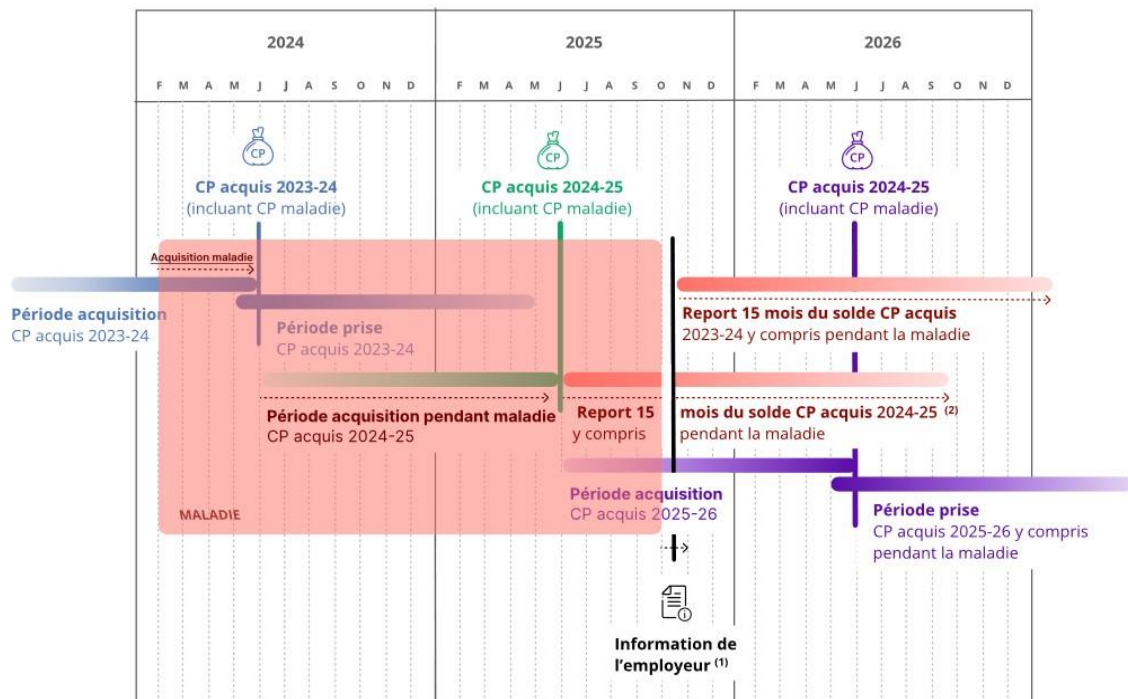 2024
2025
2026
F M A M J J A S O N D
F M A M J J A S O N D
F M A M J J A S O N D
CP
CP
CP
CP acquis 2023-24
(incluant CP maladie)
CP acquis 2024-25
(incluant CP maladie)
CP acquis 2024-25
(incluant CP maladie)
Acquisition maladie
Période acquisition
CP acquis 2023-24
Période prise
CP acquis 2023-24
Report 15 mois du solde CP acquis
2023-24 y compris pendant la maladie
Période acquisition pendant maladie
CP acquis 2024-25
Report 15 mois du solde CP acquis 2024-25 (2)
y compris pendant la maladie
Période acquisition
CP acquis 2025-26
MALADIE
Période prise
CP acquis 2025-26 y compris
pendant la maladie
Information de
l'employeur (1)